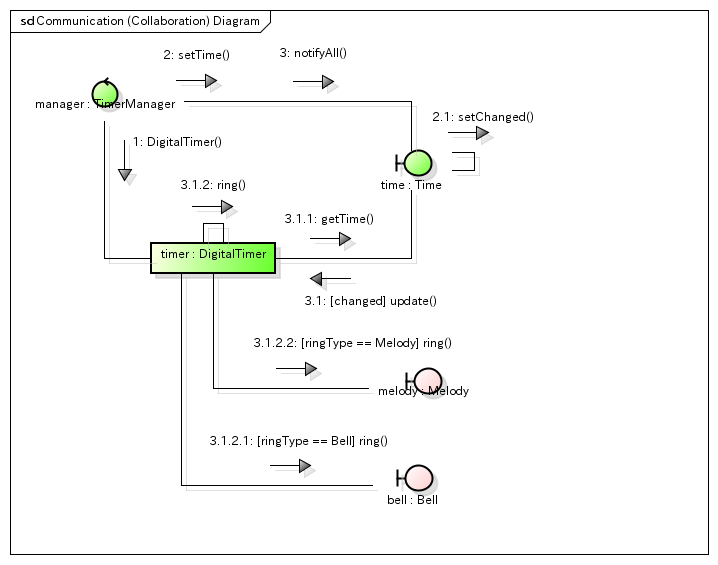 sd Communication (Collaboration) Diagram
2: setTime()
3: notifyAll()
manager : TimerManager
2.1: setChanged()
1: DigitalTimer()
time : Time
3.1.2: ring()
3.1.1: getTime()
timer : DigitalTimer
3.1: [changed] update()
3.1.2.2: [ringType == Melody] ring()
melody : Melody
3.1.2.1: [ringType == Bell] ring()
bell : Bell